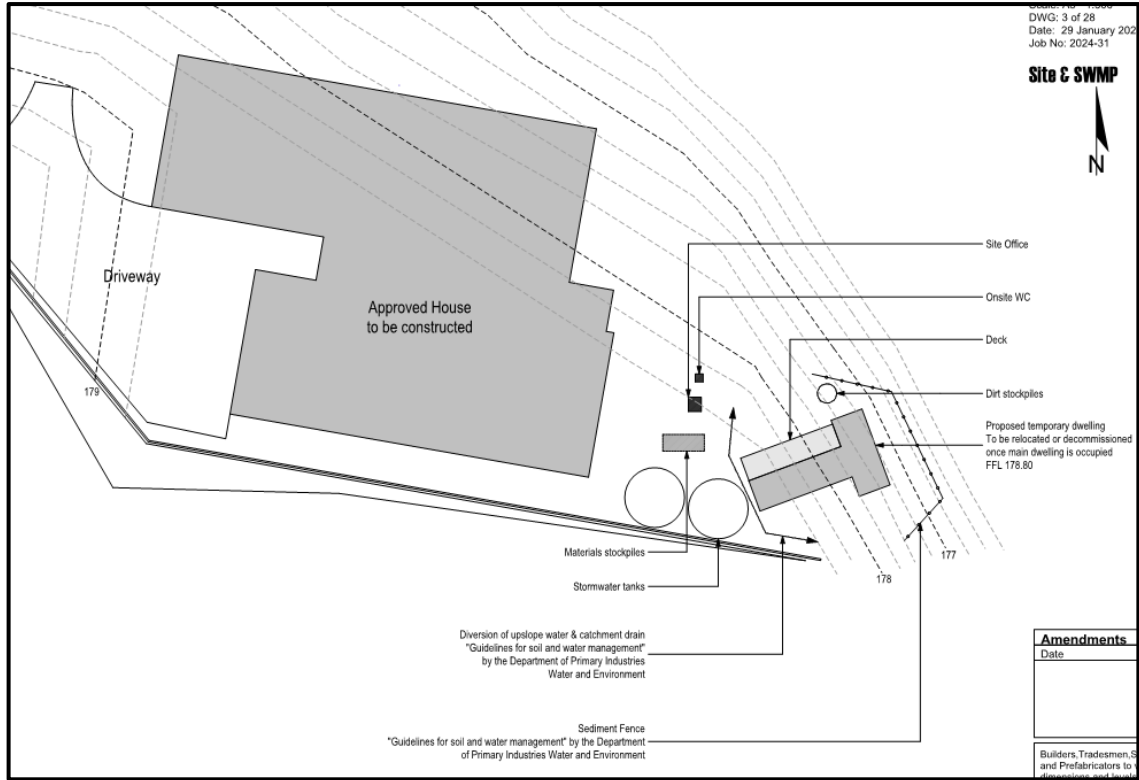 DWG: 3 of 28
Date: 29 January 202
Job No: 2024-31
Site & SWMP
N
Site Office
Onsite WC
Deck
Dirt stockpiles
Proposed temporary dwelling
To be relocated or decommissioned
once main dwelling is occupied
FFL 178.80
Driveway
Approved House
to be constructed
179
177
178
Materials stockpiles
Stormwater tanks
Diversion of upslope water & catchment drain
"Guidelines for soil and water management"
by the Department of Primary Industries
Water and Environment
Sediment Fence
"Guidelines for soil and water management" by the Department
of Primary Industries Water and Environment
Amendments
Date
Builders,Tradesmen,S
and Prefabricators to
dimensions and levels